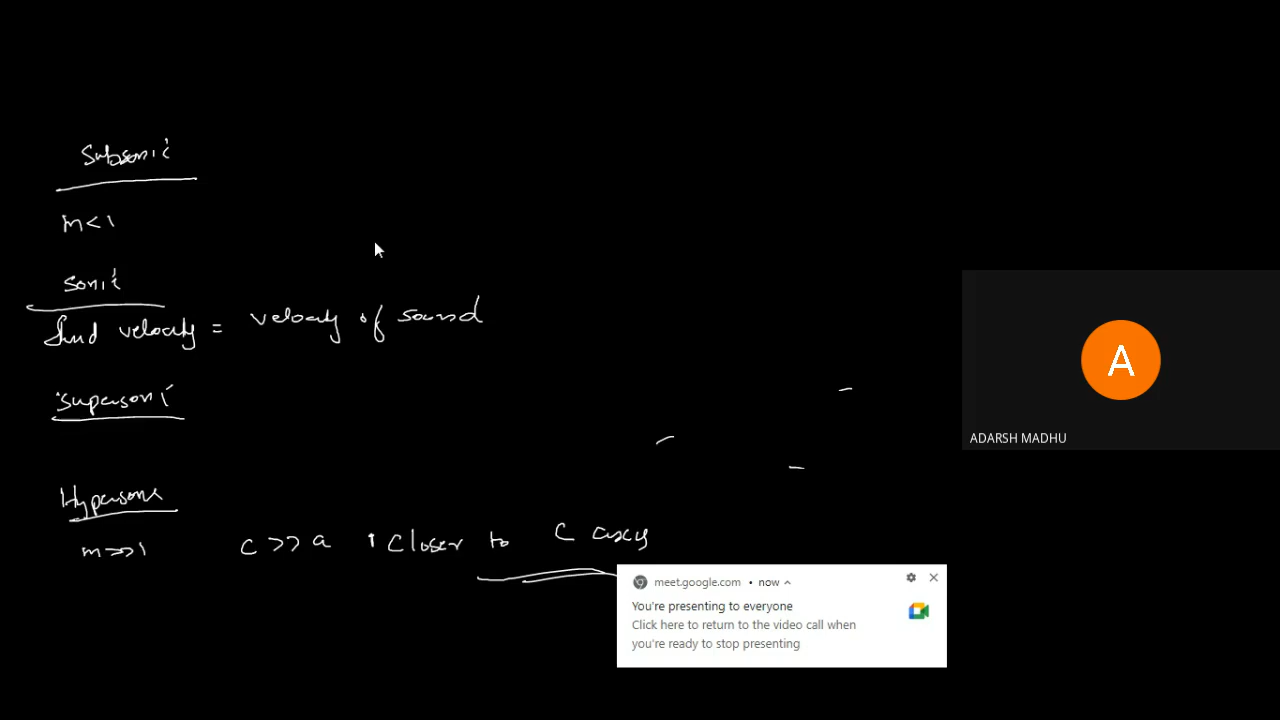 Subsonic
m<1
Sonic
fluid velocity = velocity of sound
Supersonic
Hypersonic
m>>1 c>>a closer to C axis
A
ADARSH MADHU
meet.google.com • now
You're presenting to everyone
Click here to return to the video call when
you're ready to stop presenting